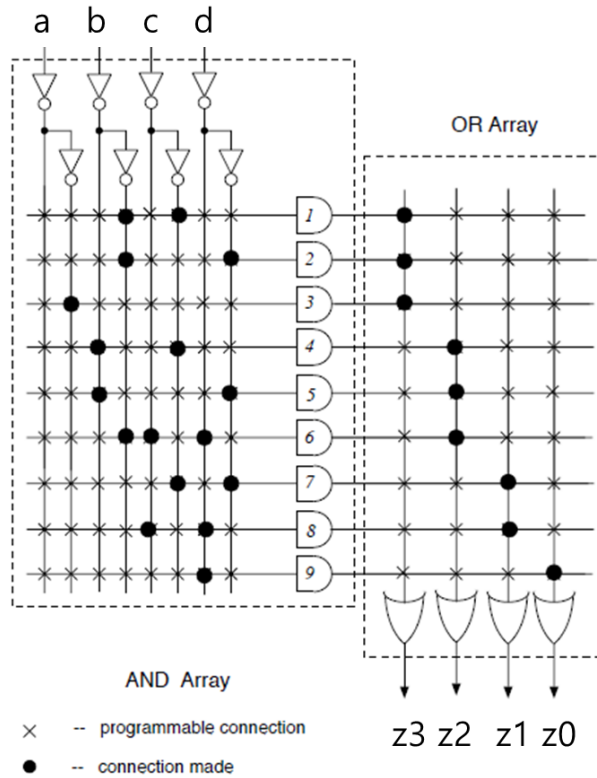 a b c d
OR Array
1
2
3
4
5
6
7
8
9
AND Array
z3 z2 z1 z0
× -- programmable connection
● -- connection made